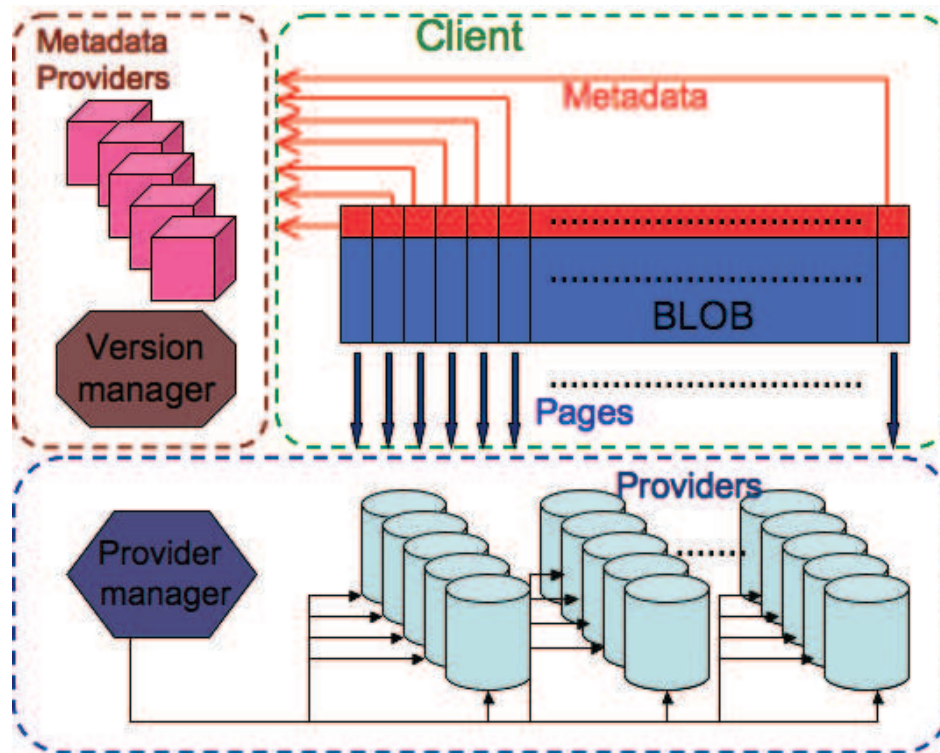 Metadata
Providers
Client
Metadata
BLOB
Version
manager
Pages
Providers
Provider
manager